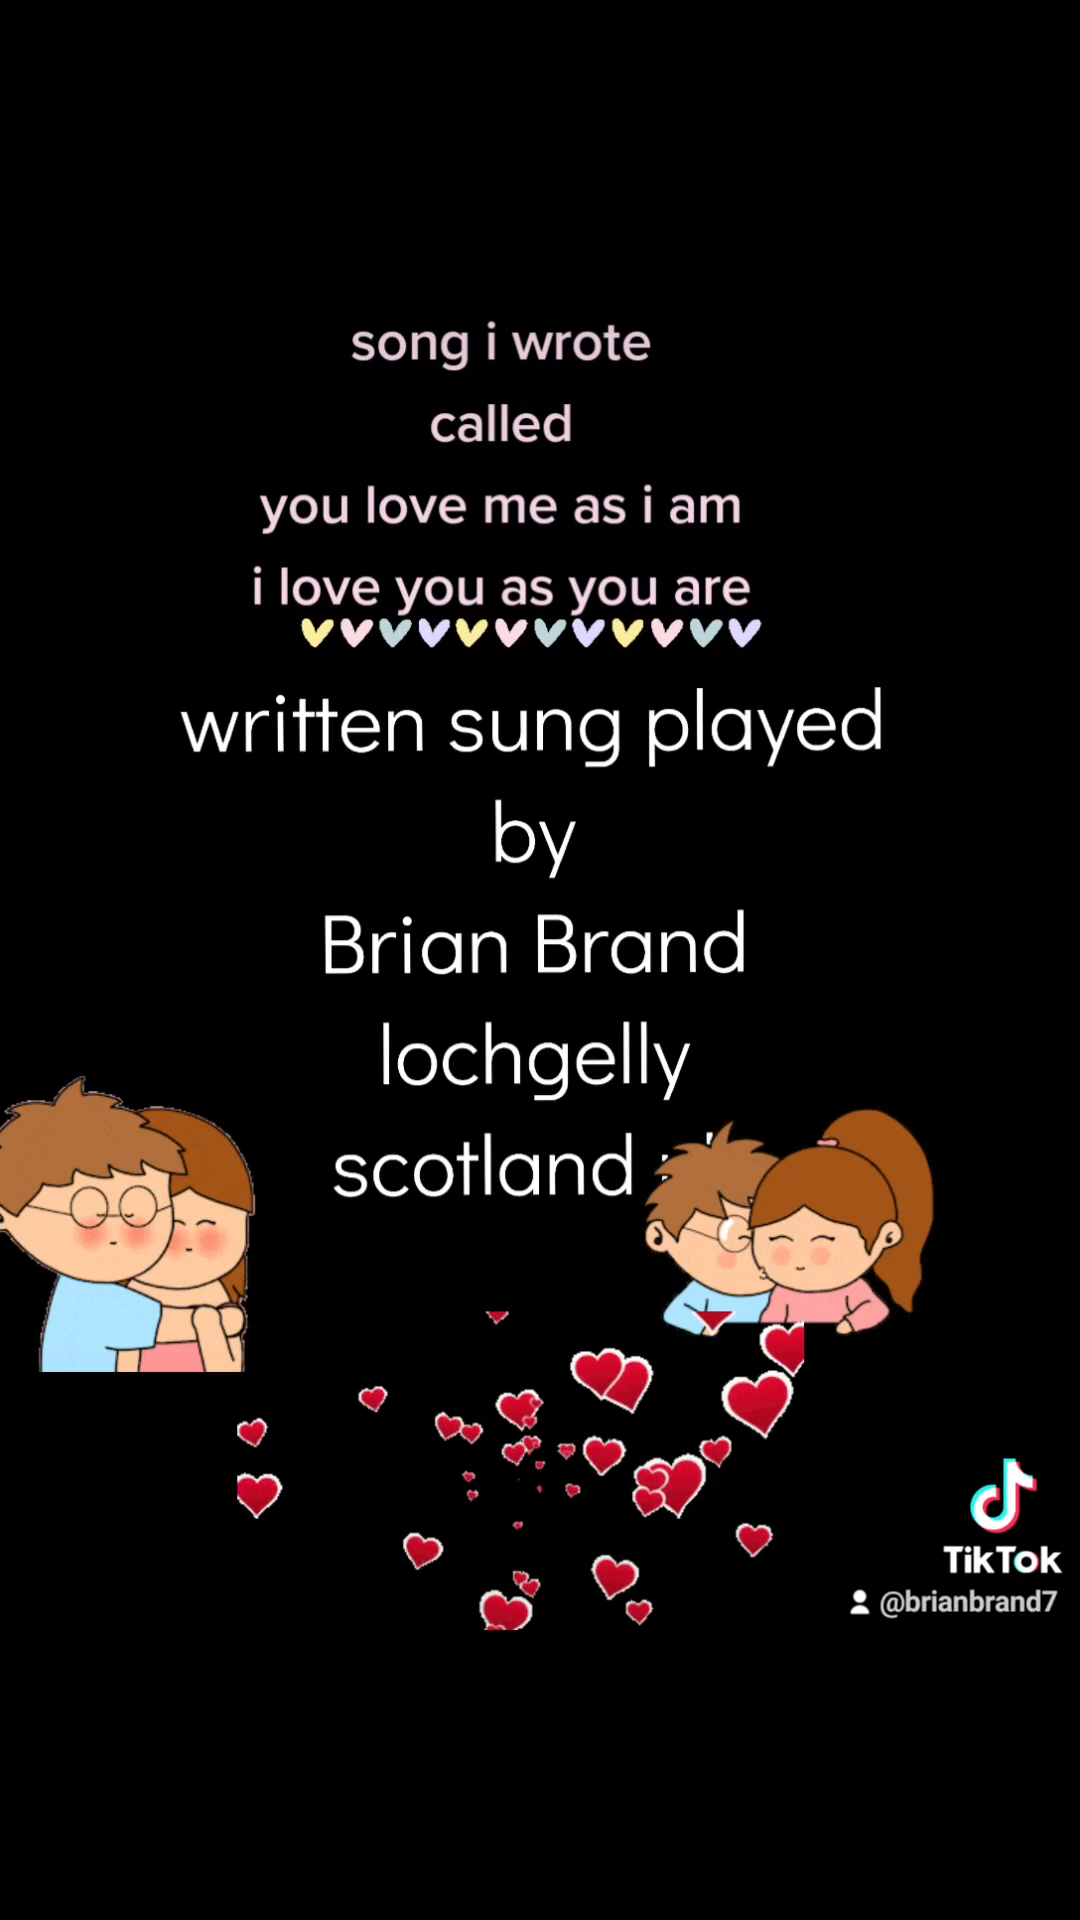 song i wrote
called
you love me as i am
i love you as you are
written sung played
by
Brian Brand
lochgelly
scotland
TikTok
@brianbrand7